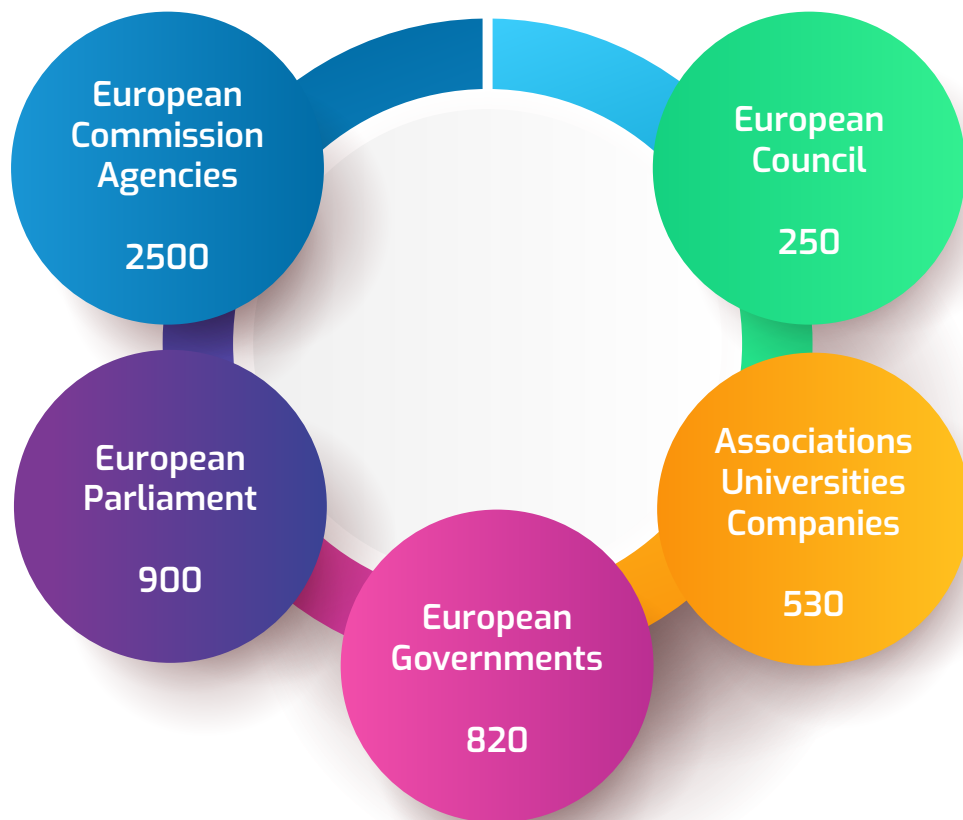 European
Commission
Agencies
2500
European
Council
250
European
Parliament
900
Associations
Universities
Companies
530
European
Governments
820